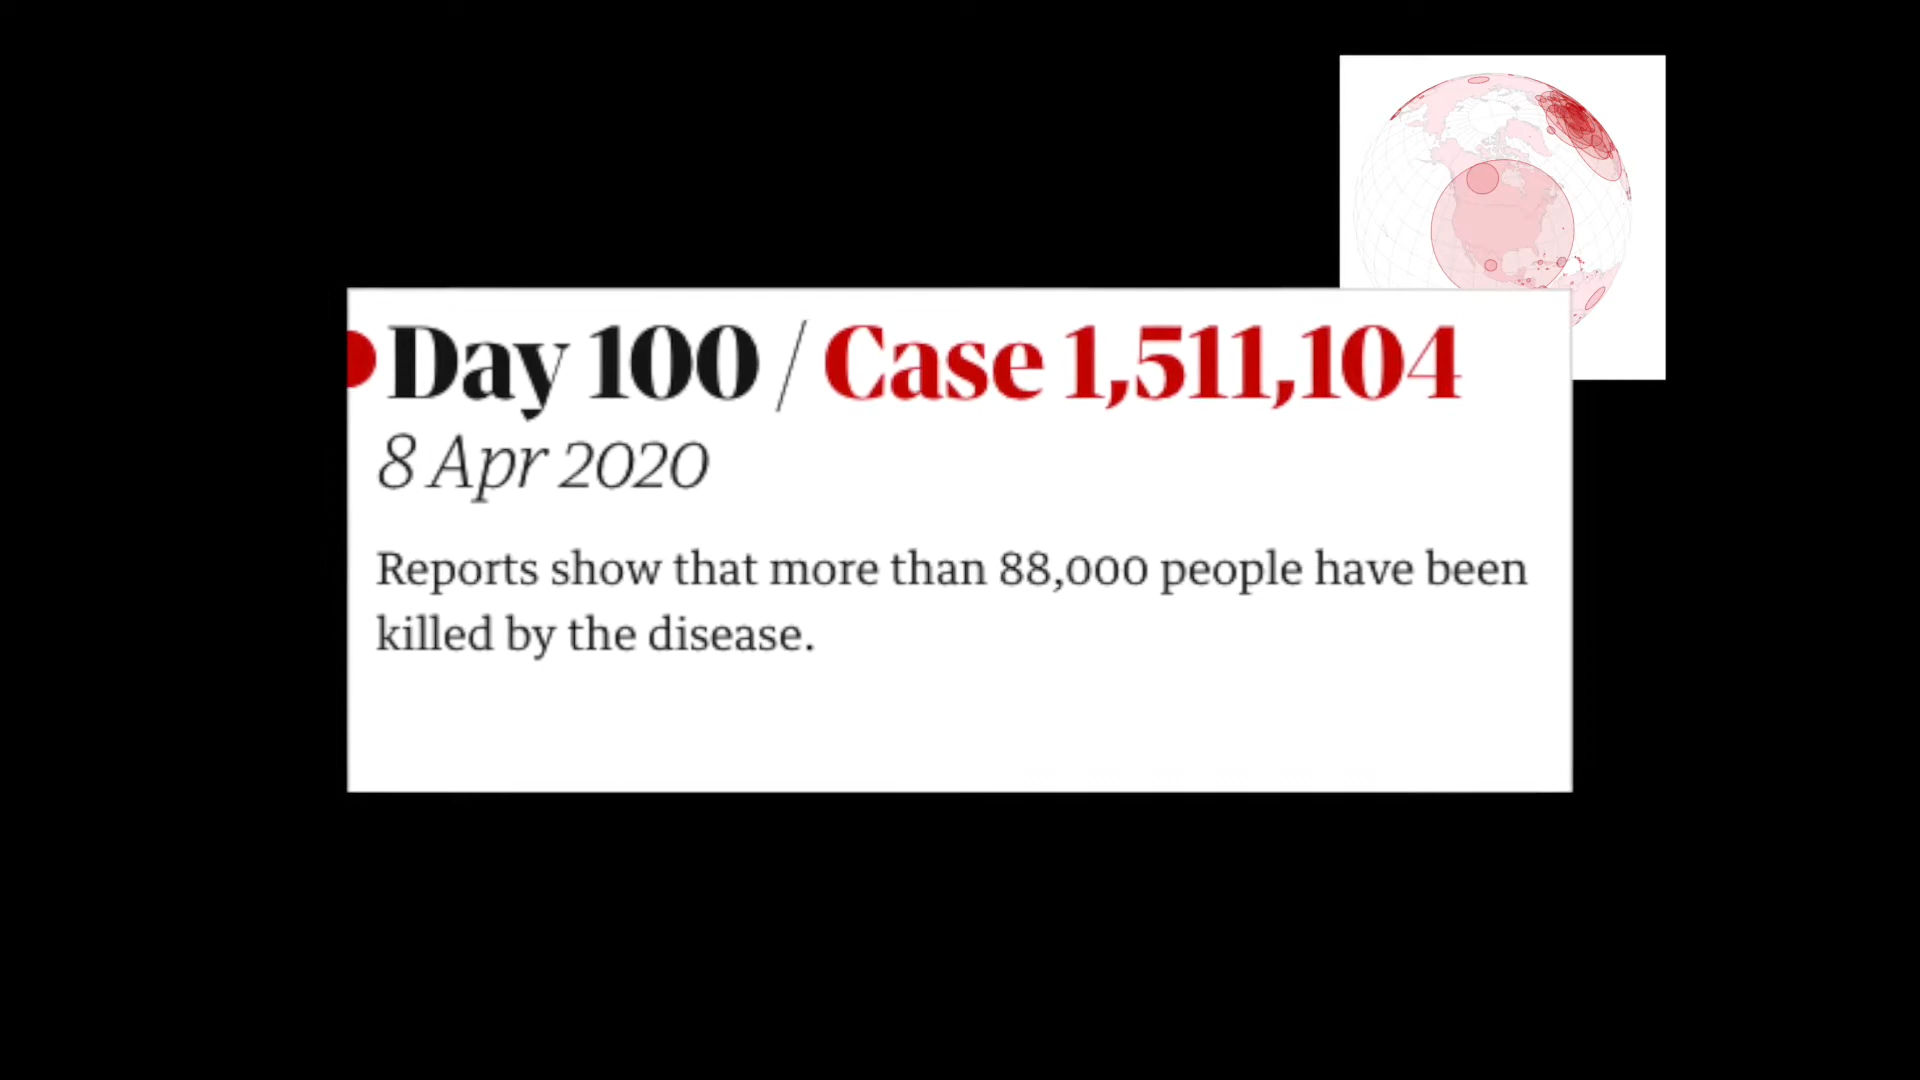 Day 100 / Case 1,511,104
8 Apr 2020
Reports show that more than 88,000 people have been
killed by the disease.